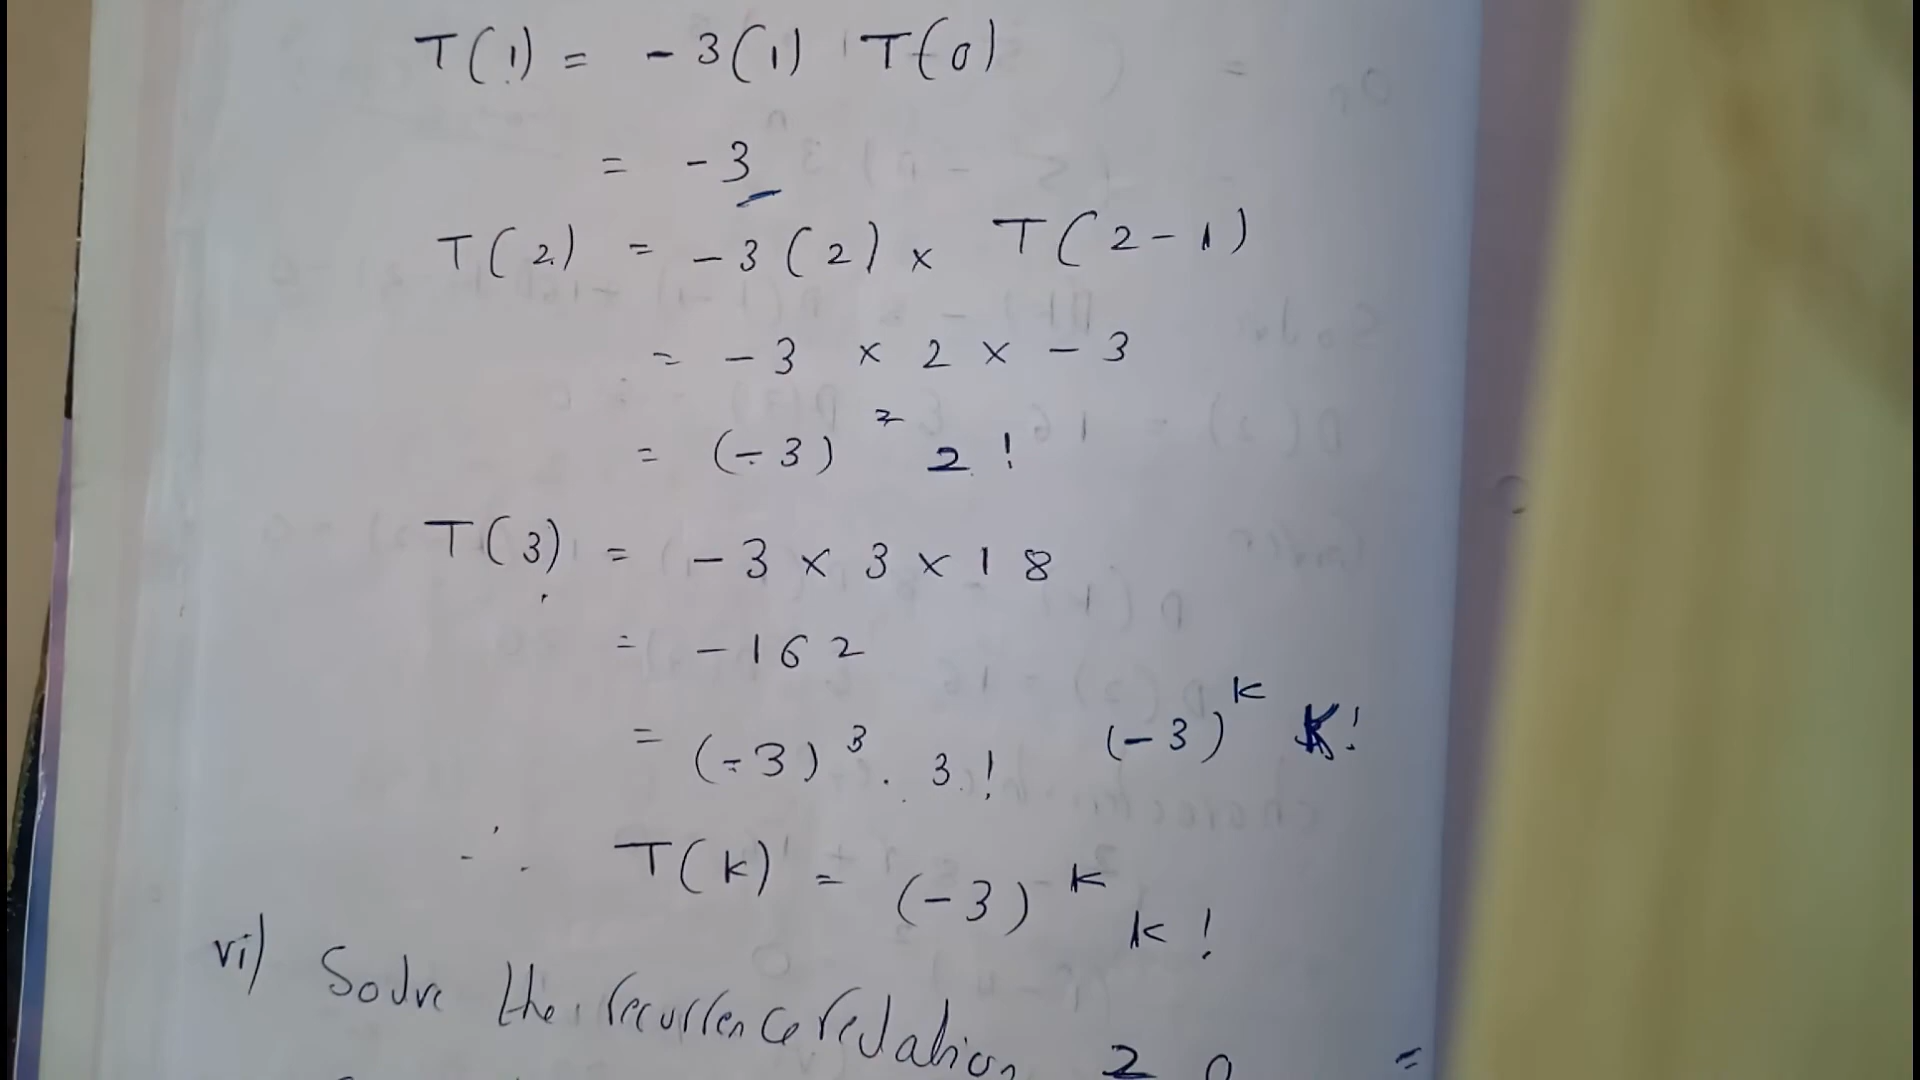 T(1) = -3(1) T(0)
= -3
T(2) = -3(2) × T(2-1)
= -3 × 2 × -3
= (-3)² 2!
T(3) = -3 × 3 × 18
= -162
= (-3)³ . 3! (-3)^K K!
∴ T(K) = (-3)^K K!
vi) Solve the recurrence relation 2